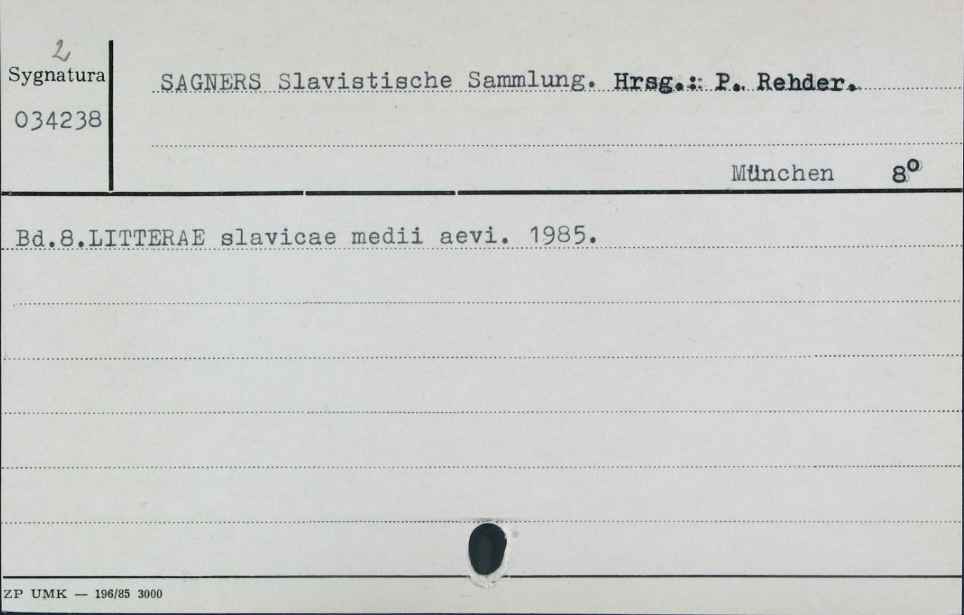 2
Sygnatura
SAGNERS Slavistische Sammlung. Hrsg.: P. Rehder.
034238
München 8°
Bd.8.LITTERAE slavicae medii aevi. 1985.
ZP UMK — 196/85 3000